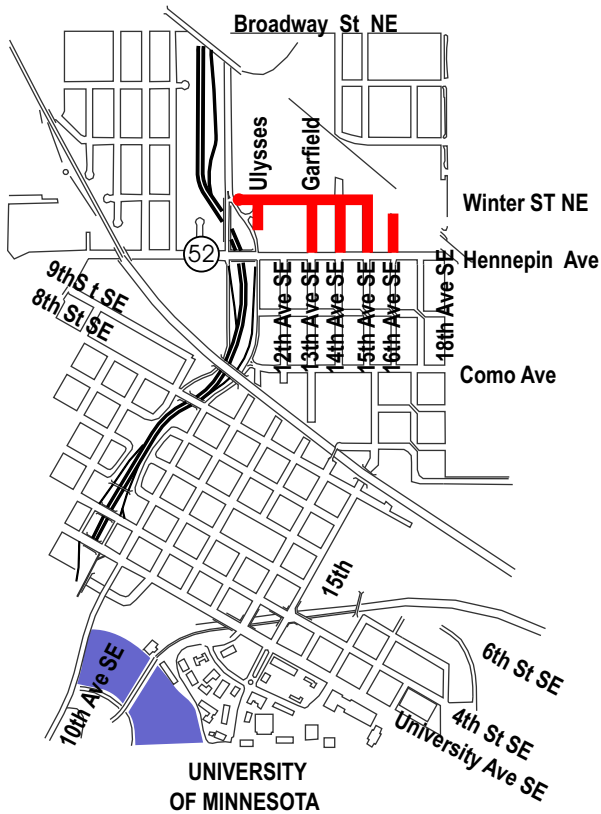 Broadway St NE
Ulysses
Garfield
Winter ST NE
52
Hennepin Ave
9thS t SE
8th St SE
12th Ave SE
13th Ave SE
14th Ave SE
15th Ave SE
16th Ave SE
18th Ave SE
Como Ave
15th
10th Ave SE
6th St SE
4th St SE
University Ave SE
UNIVERSITY
OF MINNESOTA